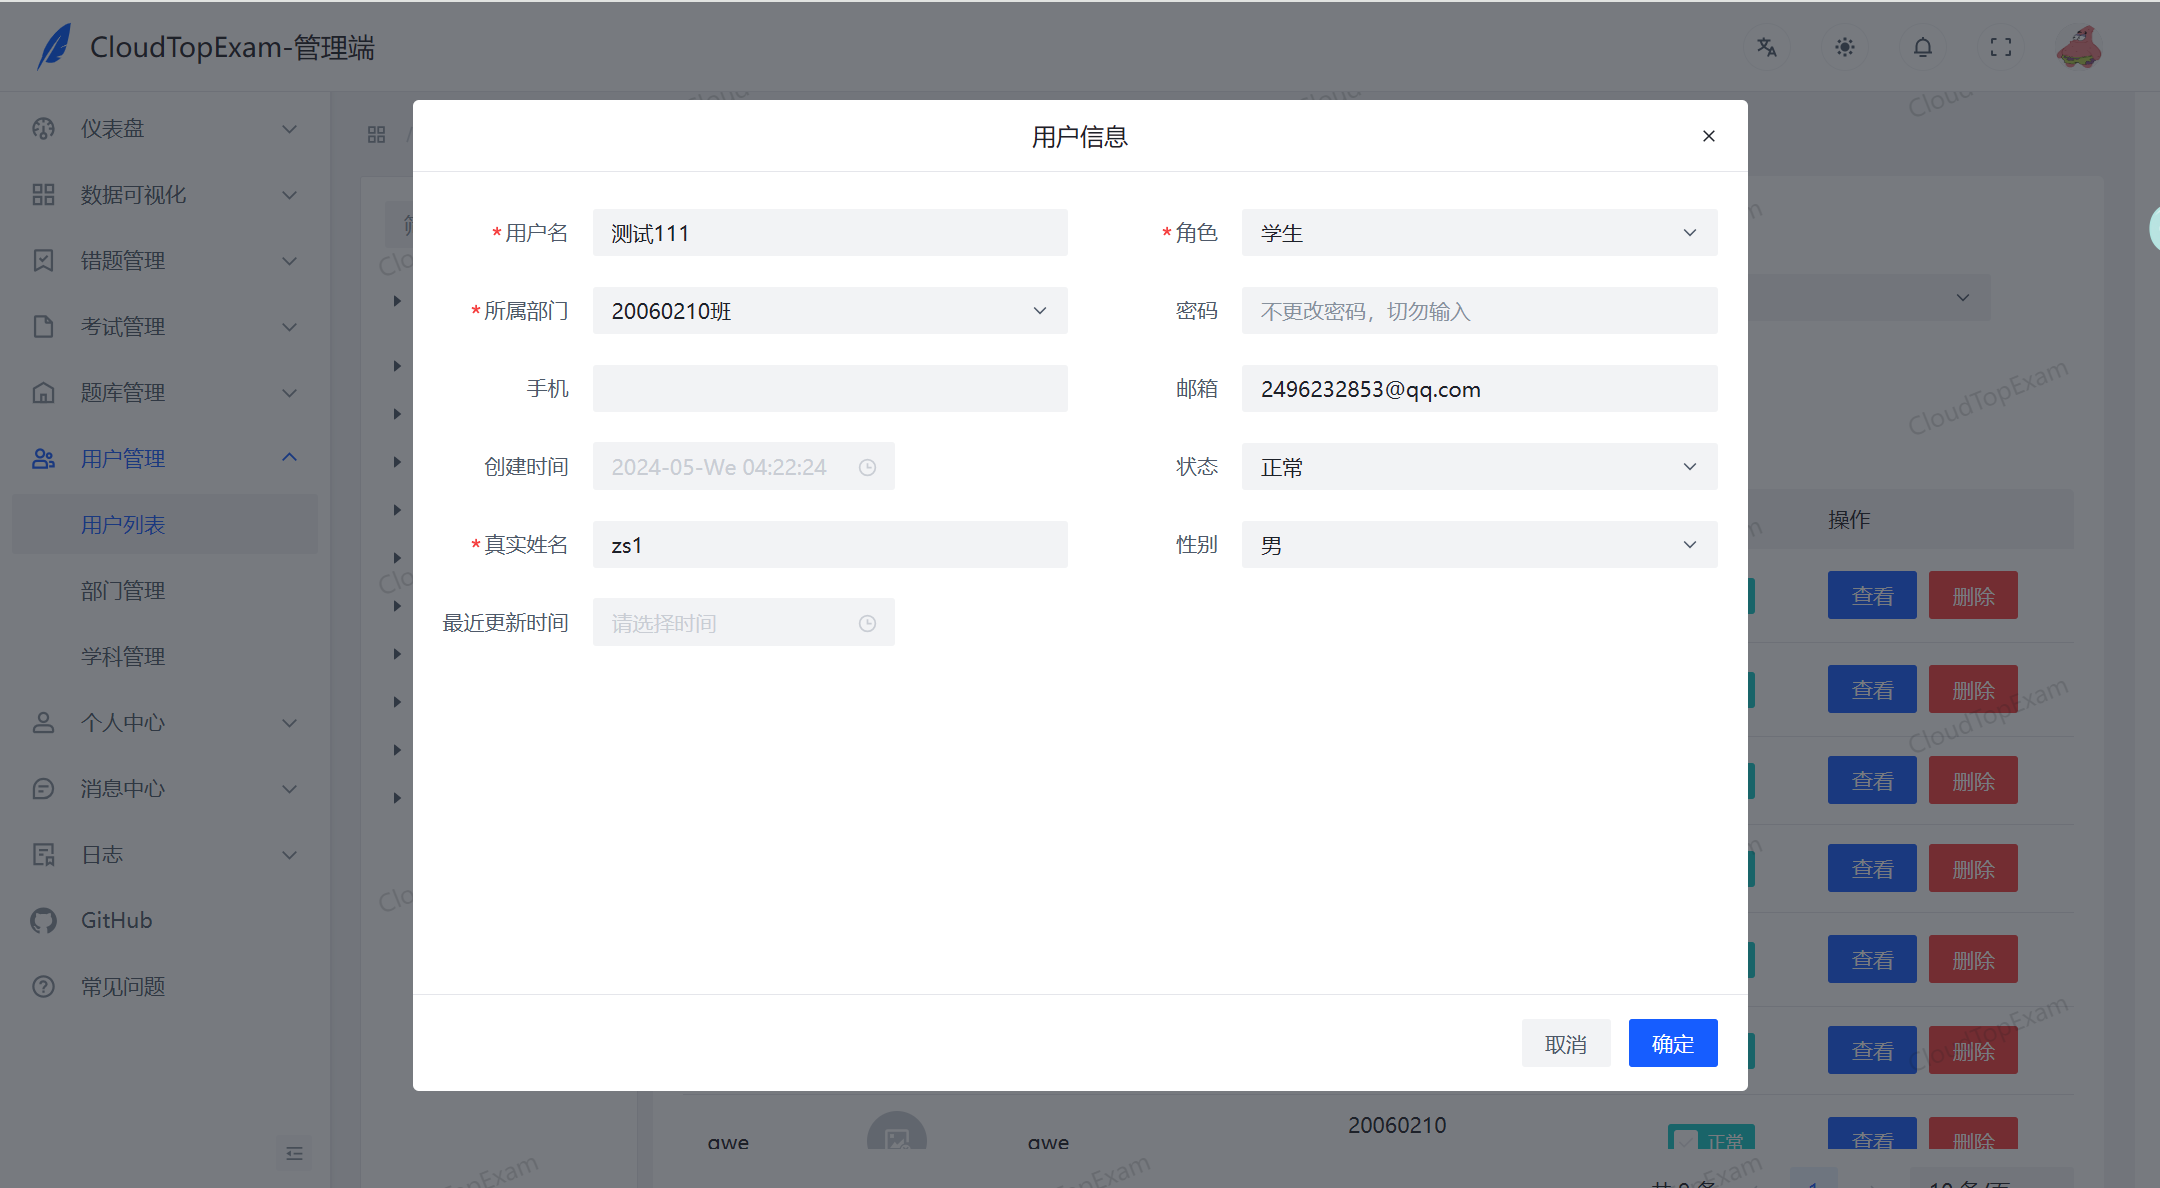 CloudTopExam-管理端
仪表盘
数据可视化
错题管理
考试管理
题库管理
用户管理
用户列表
部门管理
学科管理
个人中心
消息中心
日志
GitHub
常见问题
用户信息
*用户名 测试111
*角色 学生
*所属部门 20060210班
密码 不更改密码，切勿输入
手机
邮箱 2496232853@qq.com
创建时间 2024-05-We 04:22:24
状态 正常
*真实姓名 zs1
性别 男
最近更新时间 请选择时间
取消 确定
操作
查看 删除
查看 删除
查看 删除
查看 删除
查看 删除
查看 删除
awe awe 20060210 正常 查看 删除
CloudTopExam
CloudTopExam
CloudTopExam